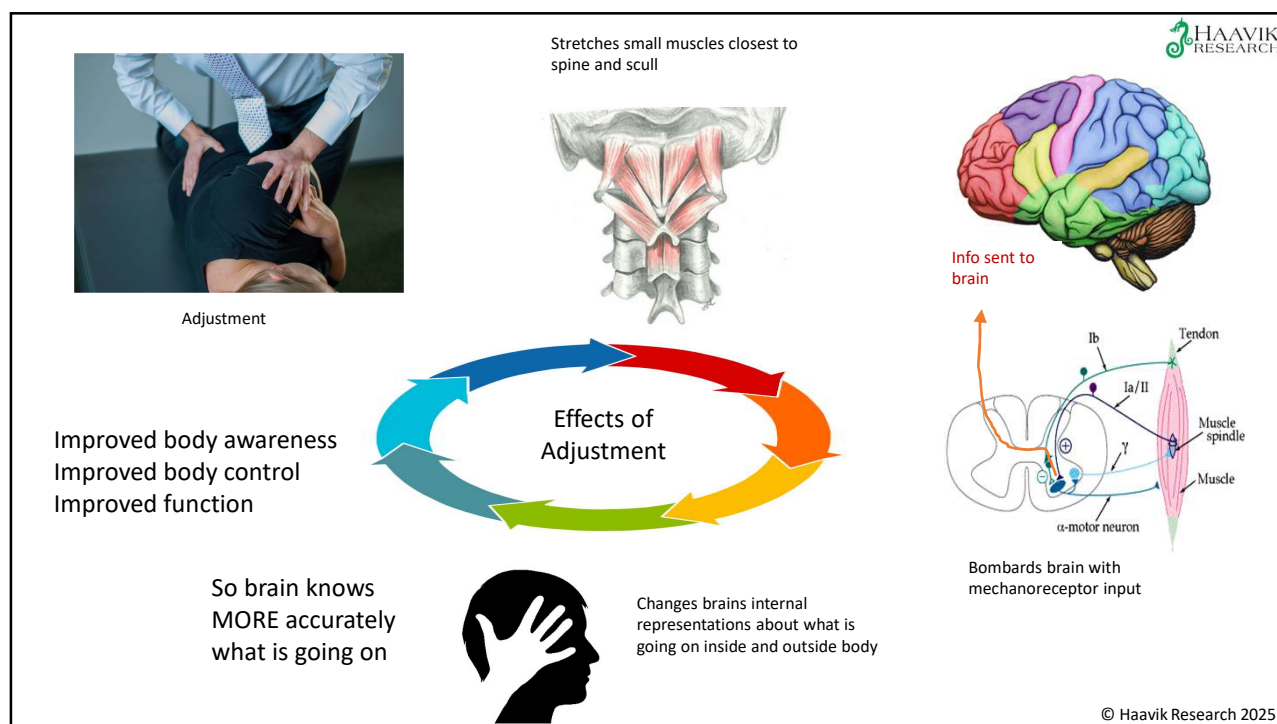 HAAVIK
RESEARCH
Adjustment
Stretches small muscles closest to
spine and scull
Info sent to
brain
Ib
Tendon
Ia/II
Muscle
spindle
γ
+
−
Muscle
α-motor neuron
Bombards brain with
mechanoreceptor input
Effects of
Adjustment
Changes brains internal
representations about what is
going on inside and outside body
So brain knows
MORE accurately
what is going on
Improved body awareness
Improved body control
Improved function
© Haavik Research 2025